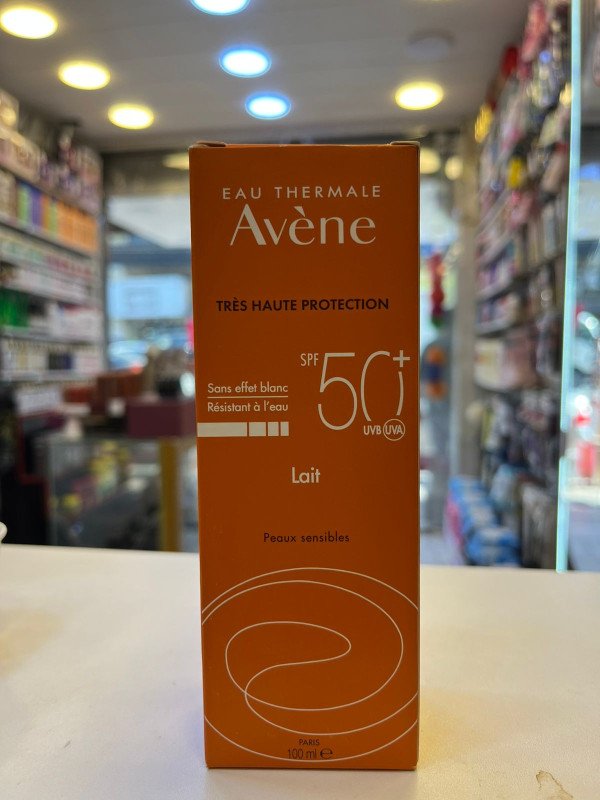 EAU THERMALE
Avène
TRÈS HAUTE PROTECTION
SPF 50+
Sans effet blanc
Résistant à l'eau
UVB UVA
Lait
Peaux sensibles
PARIS
100 ml ℮